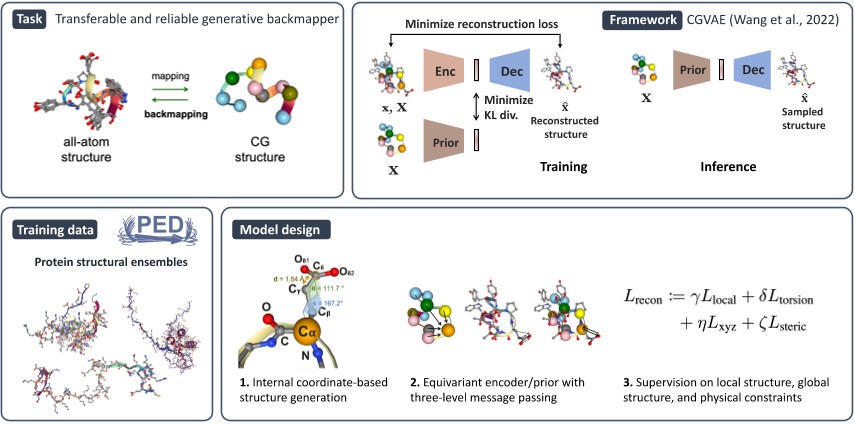 Task
Transferable and reliable generative backmapper
mapping
backmapping
all-atom
structure
CG
structure
Framework
CGVAE (Wang et al., 2022)
Minimize reconstruction loss
Enc
Dec
x, X
Minimize
KL div.
x̂
Reconstructed
structure
Prior
X
Training
Prior
Dec
X
x̂
Sampled
structure
Inference
Training data
PED
Protein structural ensembles
Model design
Oδ1
Cδ
Oδ2
d = 1.54 Å
Cγ
θ = 111.7 °
= 167.2°
Cβ
O
Cα
C
N
1. Internal coordinate-based
structure generation
2. Equivariant encoder/prior with
three-level message passing
L_recon := γL_local + δL_torsion
+ ηL_xyz + ζL_steric
3. Supervision on local structure, global
structure, and physical constraints